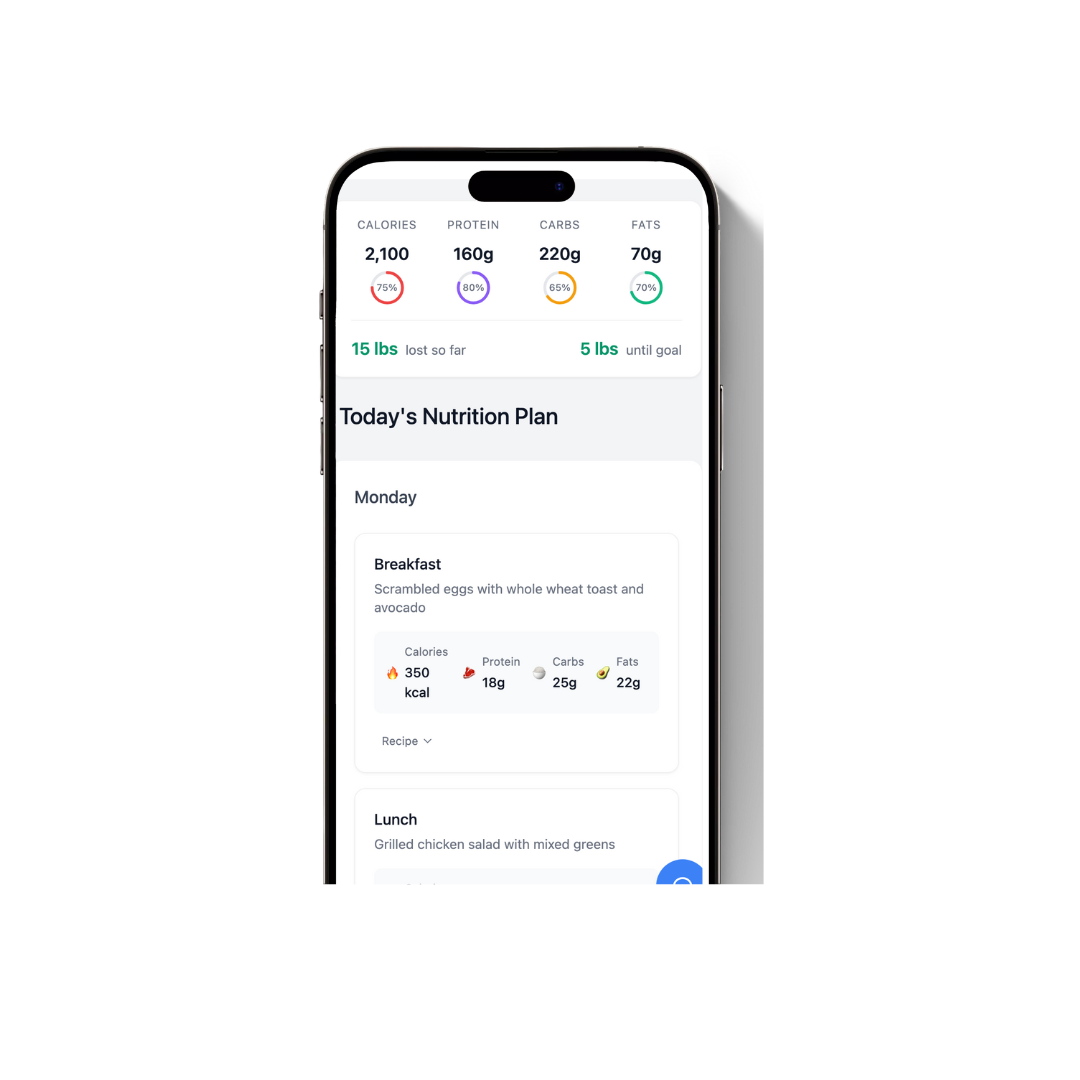 CALORIES PROTEIN CARBS FATS
2,100 160g 220g 70g
75% 80% 65% 70%
15 lbs lost so far 5 lbs until goal
Today's Nutrition Plan
Monday
Breakfast
Scrambled eggs with whole wheat toast and
avocado
Calories
Protein Carbs Fats
350
18g 25g 22g
kcal
Recipe
Lunch
Grilled chicken salad with mixed greens